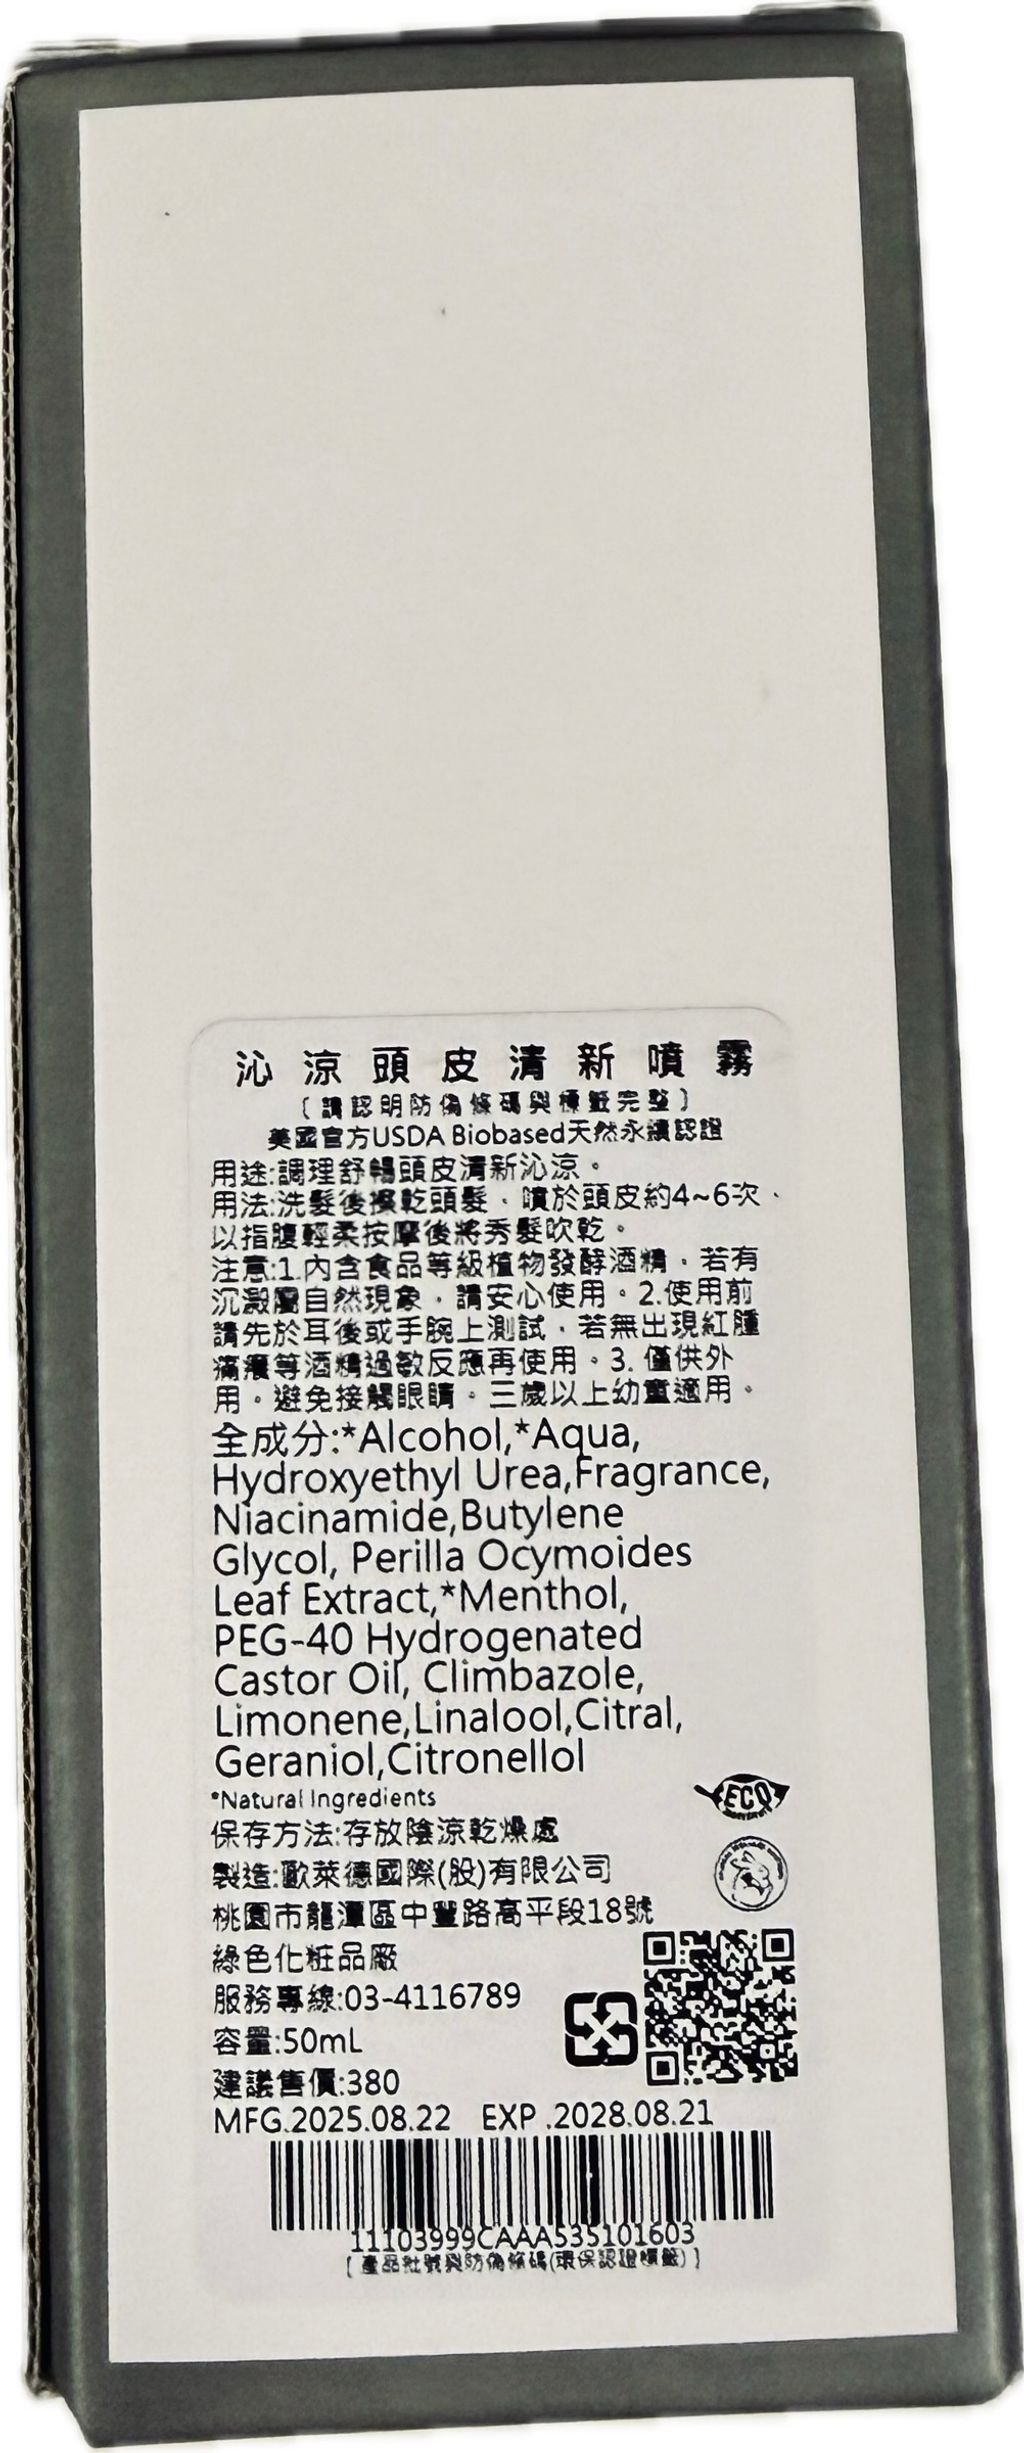 沁涼頭皮清新噴霧
[請認明防偽條碼與標籤完整]
美國官方USDA Biobased天然永續認證
用途:調理舒暢頭皮清新沁涼。
用法:洗髮後擦乾頭髮，噴於頭皮約4~6次，
以指腹輕柔按摩後將秀髮吹乾。
注意:1.內含食品等級植物發酵酒精，若有
沉澱屬自然現象，請安心使用。2.使用前
請先於耳後或手腕上測試，若無出現紅腫
痛癢等酒精過敏反應再使用。3. 僅供外
用。避免接觸眼睛。三歲以上幼童適用。
全成分:*Alcohol,*Aqua,
Hydroxyethyl Urea,Fragrance,
Niacinamide,Butylene
Glycol, Perilla Ocymoides
Leaf Extract,*Menthol,
PEG-40 Hydrogenated
Castor Oil, Climbazole,
Limonene,Linalool,Citral,
Geraniol,Citronellol
*Natural Ingredients
ECO
保存方法:存放陰涼乾燥處
製造:歐萊德國際(股)有限公司
桃園市龍潭區中豐路高平段18號
綠色化粧品廠
服務專線:03-4116789
容量:50mL
建議售價:380
MFG.2025.08.22 EXP .2028.08.21
11103999CAAA535101603
[產品批號與防偽條碼(環保認證標籤)]